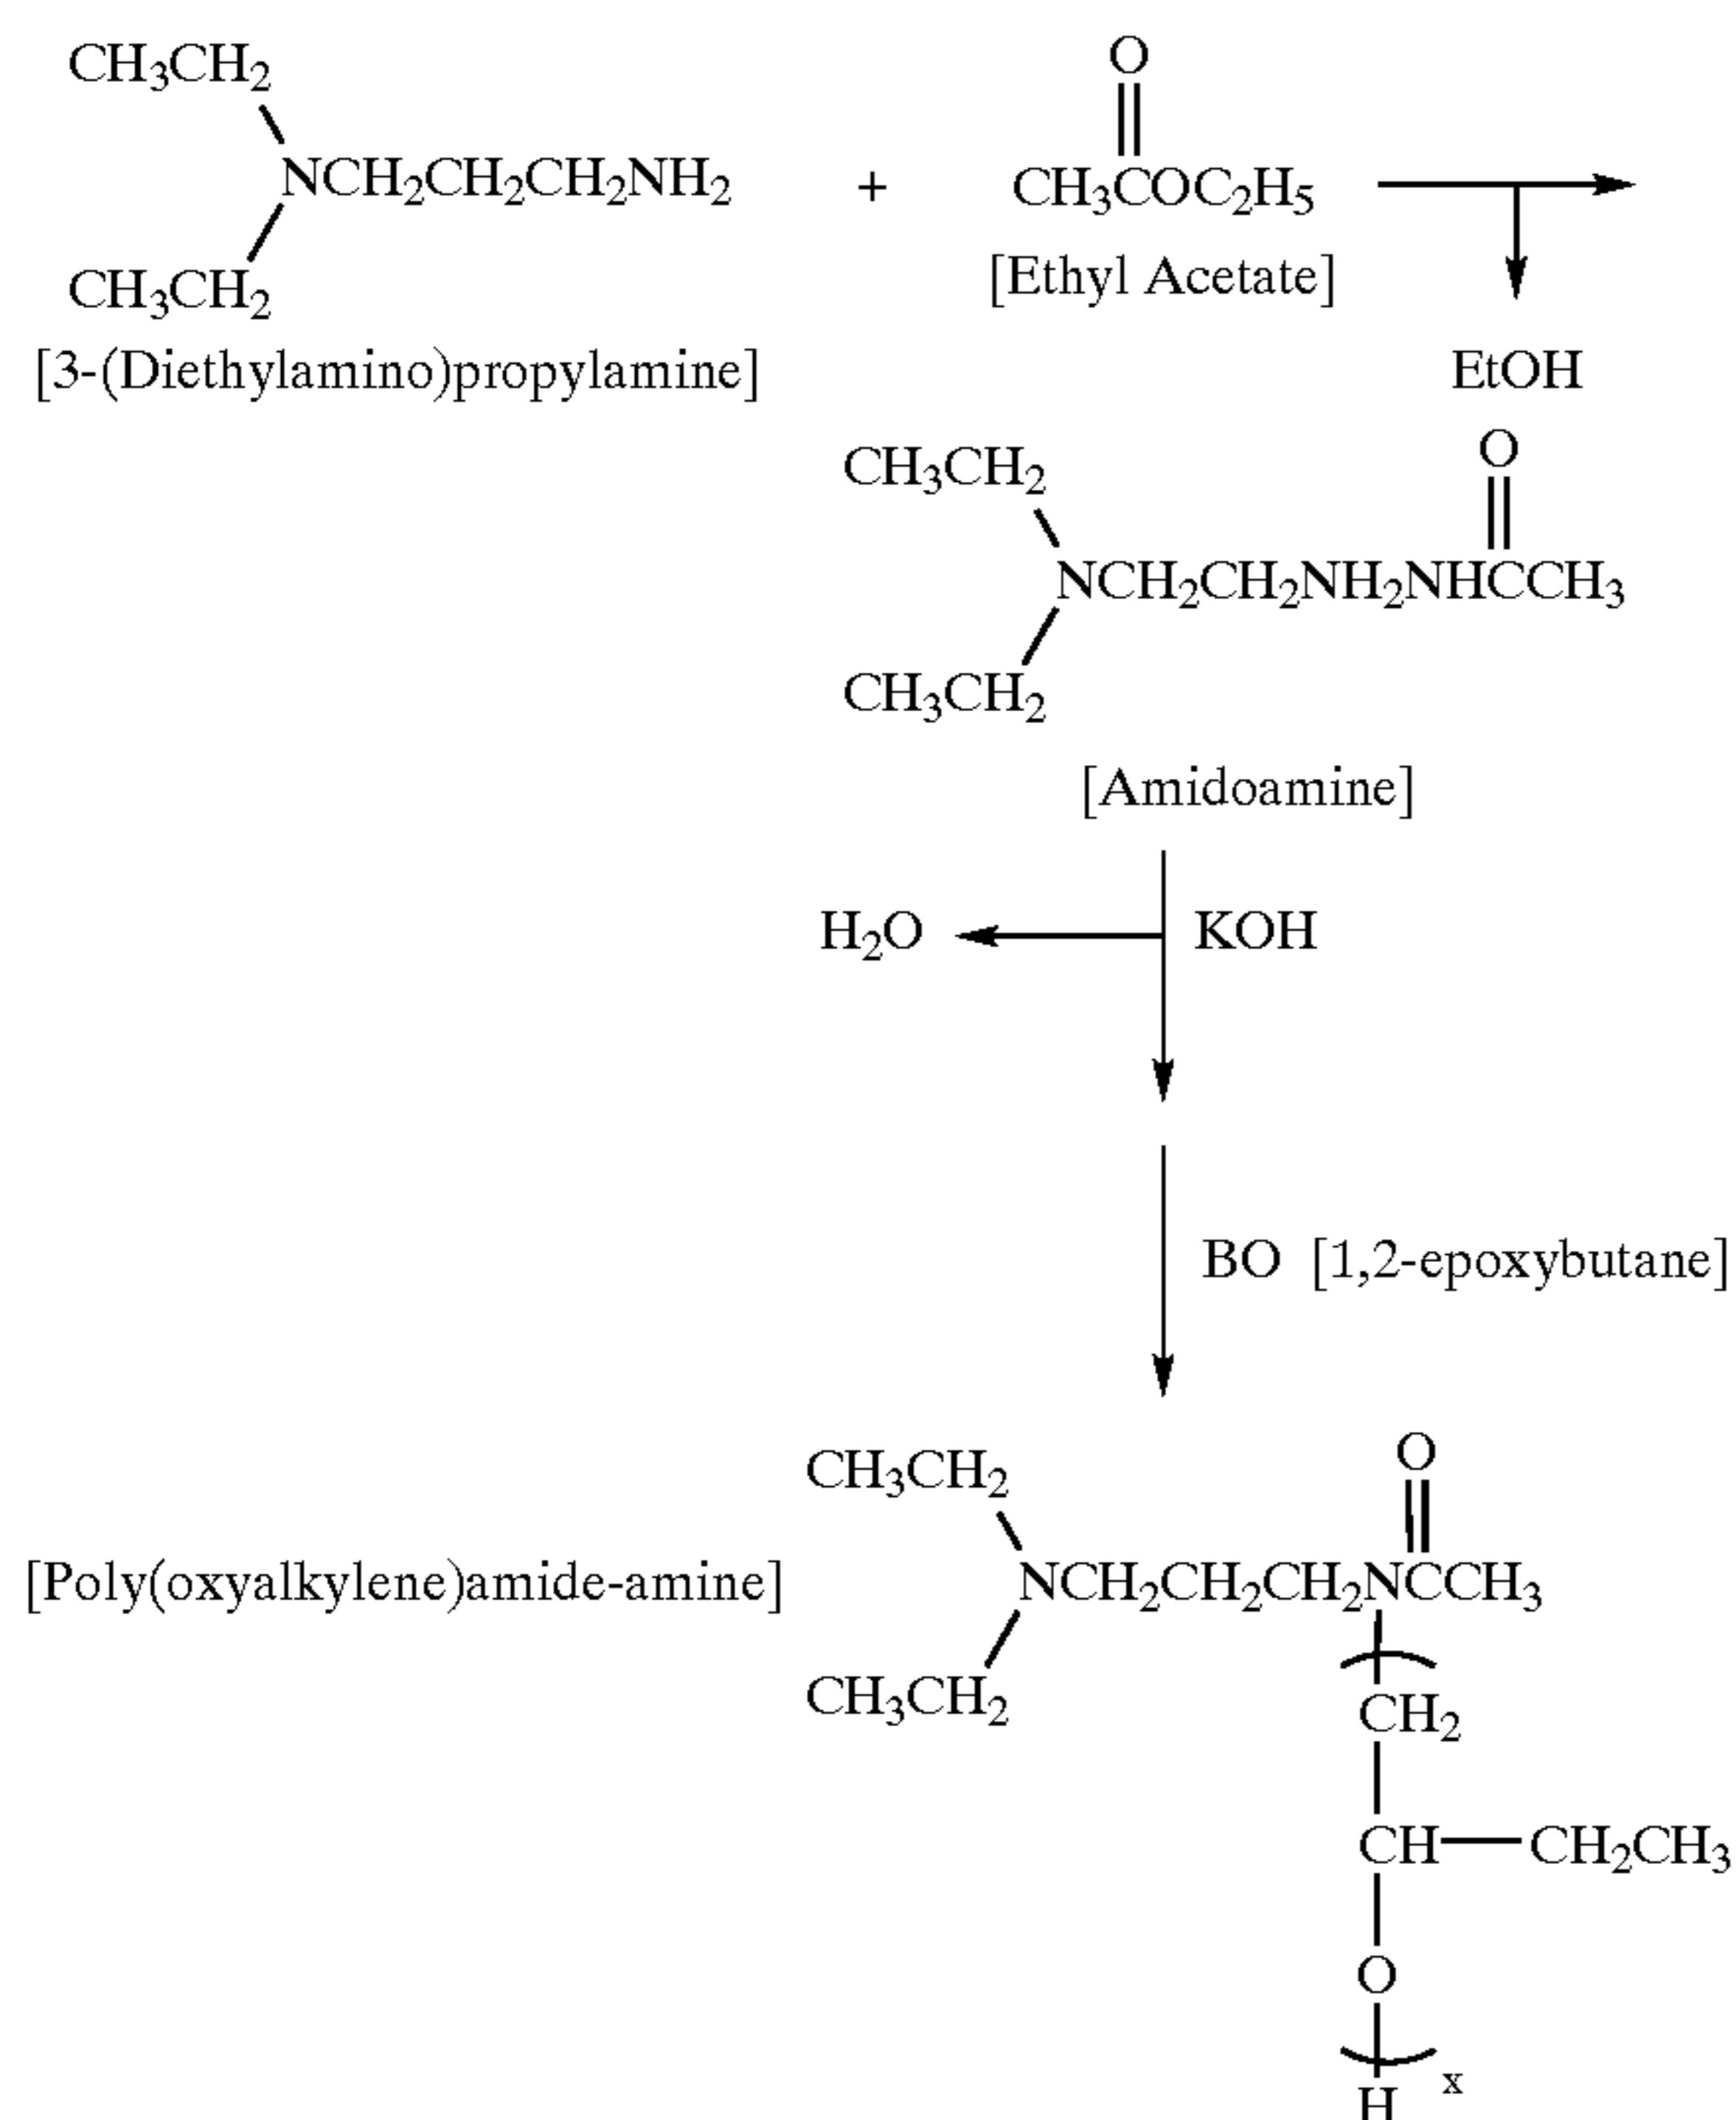 O
CH3CH2
NCH2CH2CH2NH2 + CH3COC2H5
[Ethyl Acetate]
CH3CH2
[3-(Diethylamino)propylamine] EtOH
O
CH3CH2
NCH2CH2NH2NHCCH3
CH3CH2
[Amidoamine]
H2O KOH
BO [1,2-epoxybutane]
O
CH3CH2
[Poly(oxyalkylene)amide-amine] NCH2CH2CH2NCCH3
CH3CH2
CH2
CH—CH2CH3
O
x
H